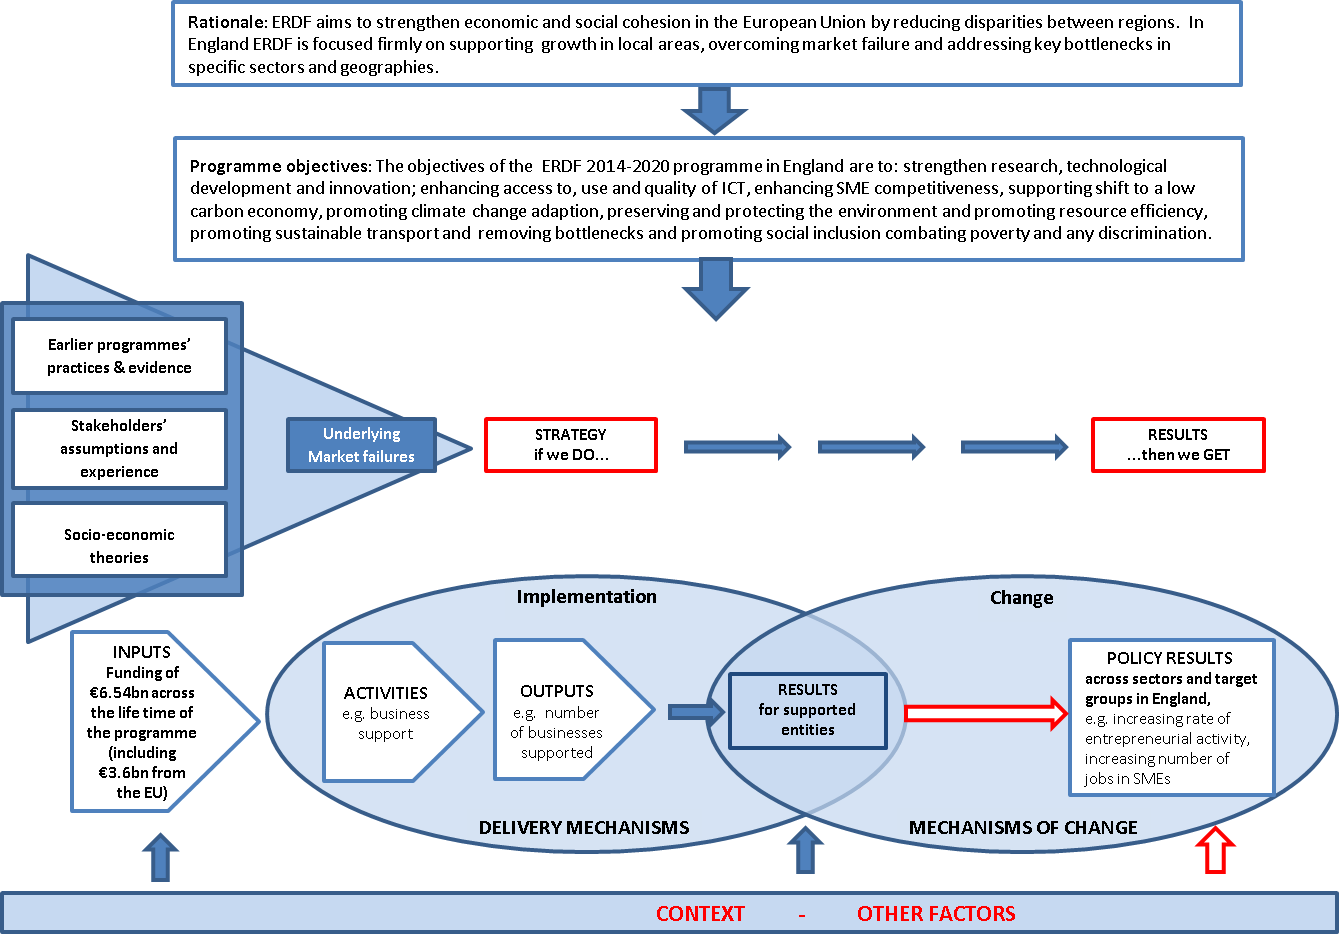 Rationale: ERDF aims to strengthen economic and social cohesion in the European Union by reducing disparities between regions. In
England ERDF is focused firmly on supporting growth in local areas, overcoming market failure and addressing key bottlenecks in
specific sectors and geographies.
Programme objectives: The objectives of the ERDF 2014-2020 programme in England are to: strengthen research, technological
development and innovation; enhancing access to, use and quality of ICT, enhancing SME competitiveness, supporting shift to a low
carbon economy, promoting climate change adaption, preserving and protecting the environment and promoting resource efficiency,
promoting sustainable transport and removing bottlenecks and promoting social inclusion combating poverty and any discrimination.
Earlier programmes'
practices & evidence
Stakeholders'
assumptions and
experience
Socio-economic
theories
Underlying
Market failures
STRATEGY
if we DO...
RESULTS
...then we GET
Implementation
Change
INPUTS
Funding of
€6.54bn across
the life time of
the programme
(including
€3.6bn from
the EU)
ACTIVITIES
e.g. business
support
OUTPUTS
e.g. number
of businesses
supported
RESULTS
for supported
entities
POLICY RESULTS
across sectors and target
groups in England,
e.g. increasing rate of
entrepreneurial activity,
increasing number of
jobs in SMEs
DELIVERY MECHANISMS
MECHANISMS OF CHANGE
CONTEXT - OTHER FACTORS